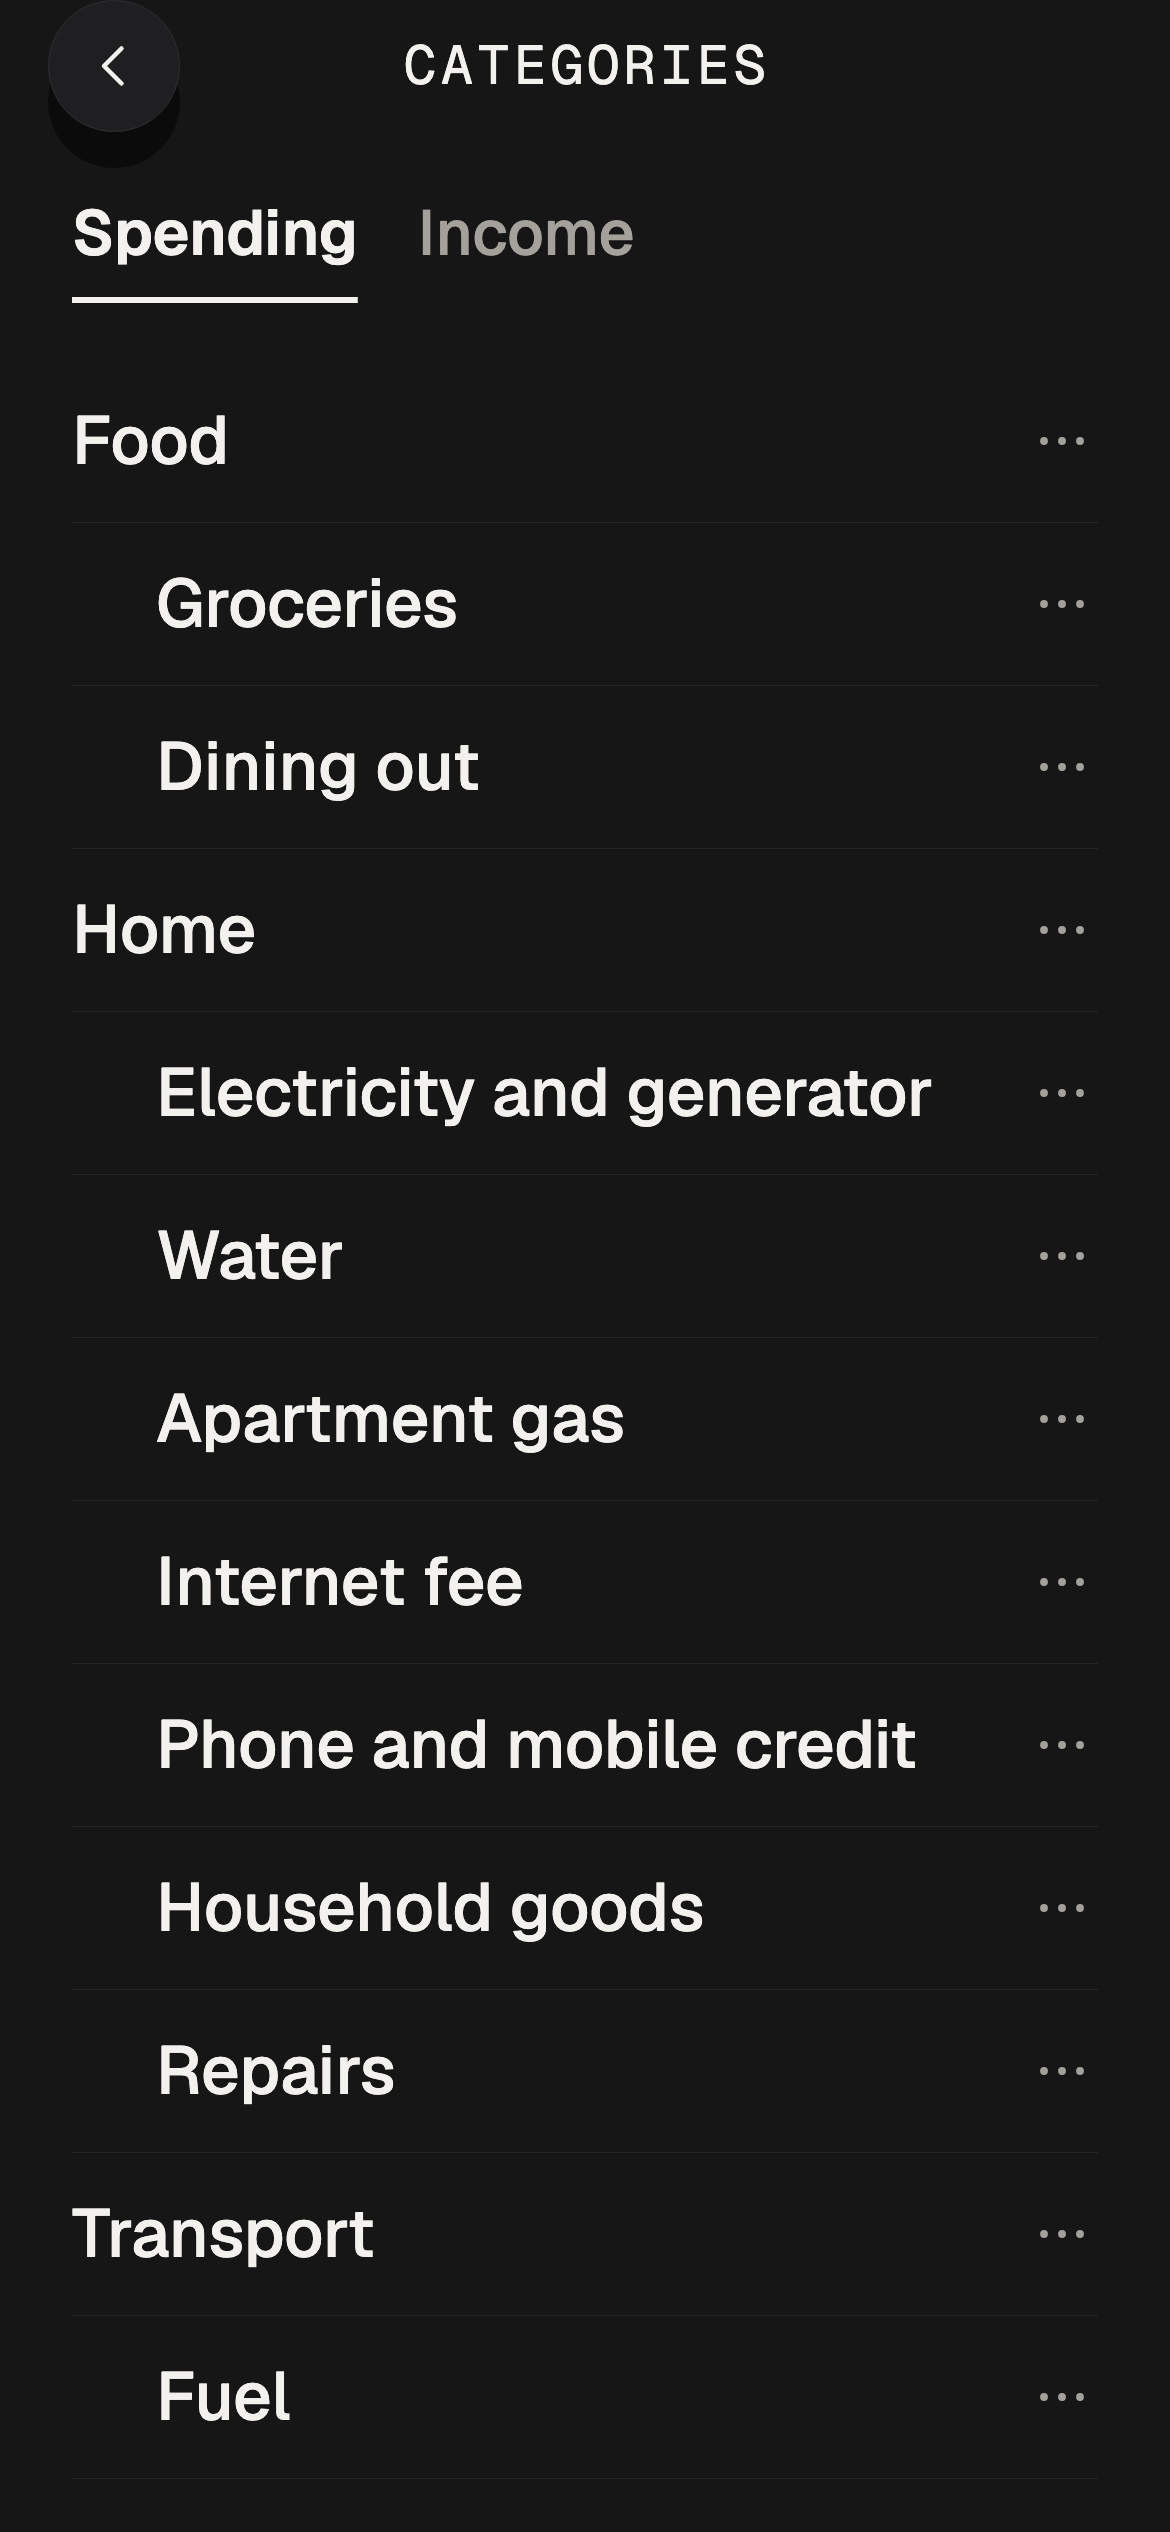 CATEGORIES
Spending
Income
Food
Groceries
Dining out
Home
Electricity and generator
Water
Apartment gas
Internet fee
Phone and mobile credit
Household goods
Repairs
Transport
Fuel